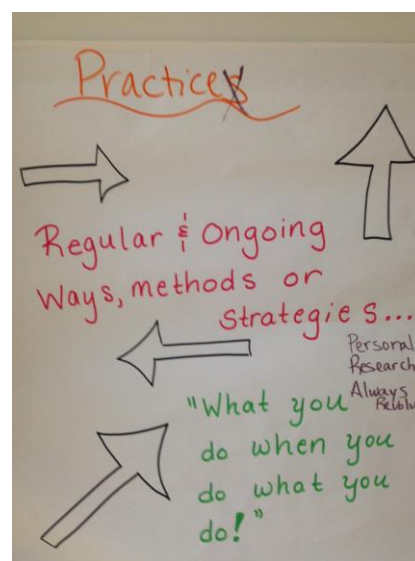 Practices
Regular & Ongoing
Ways, methods or
Strategies...
Personal
Research
Always
"What you
do when you
do what you
do!"